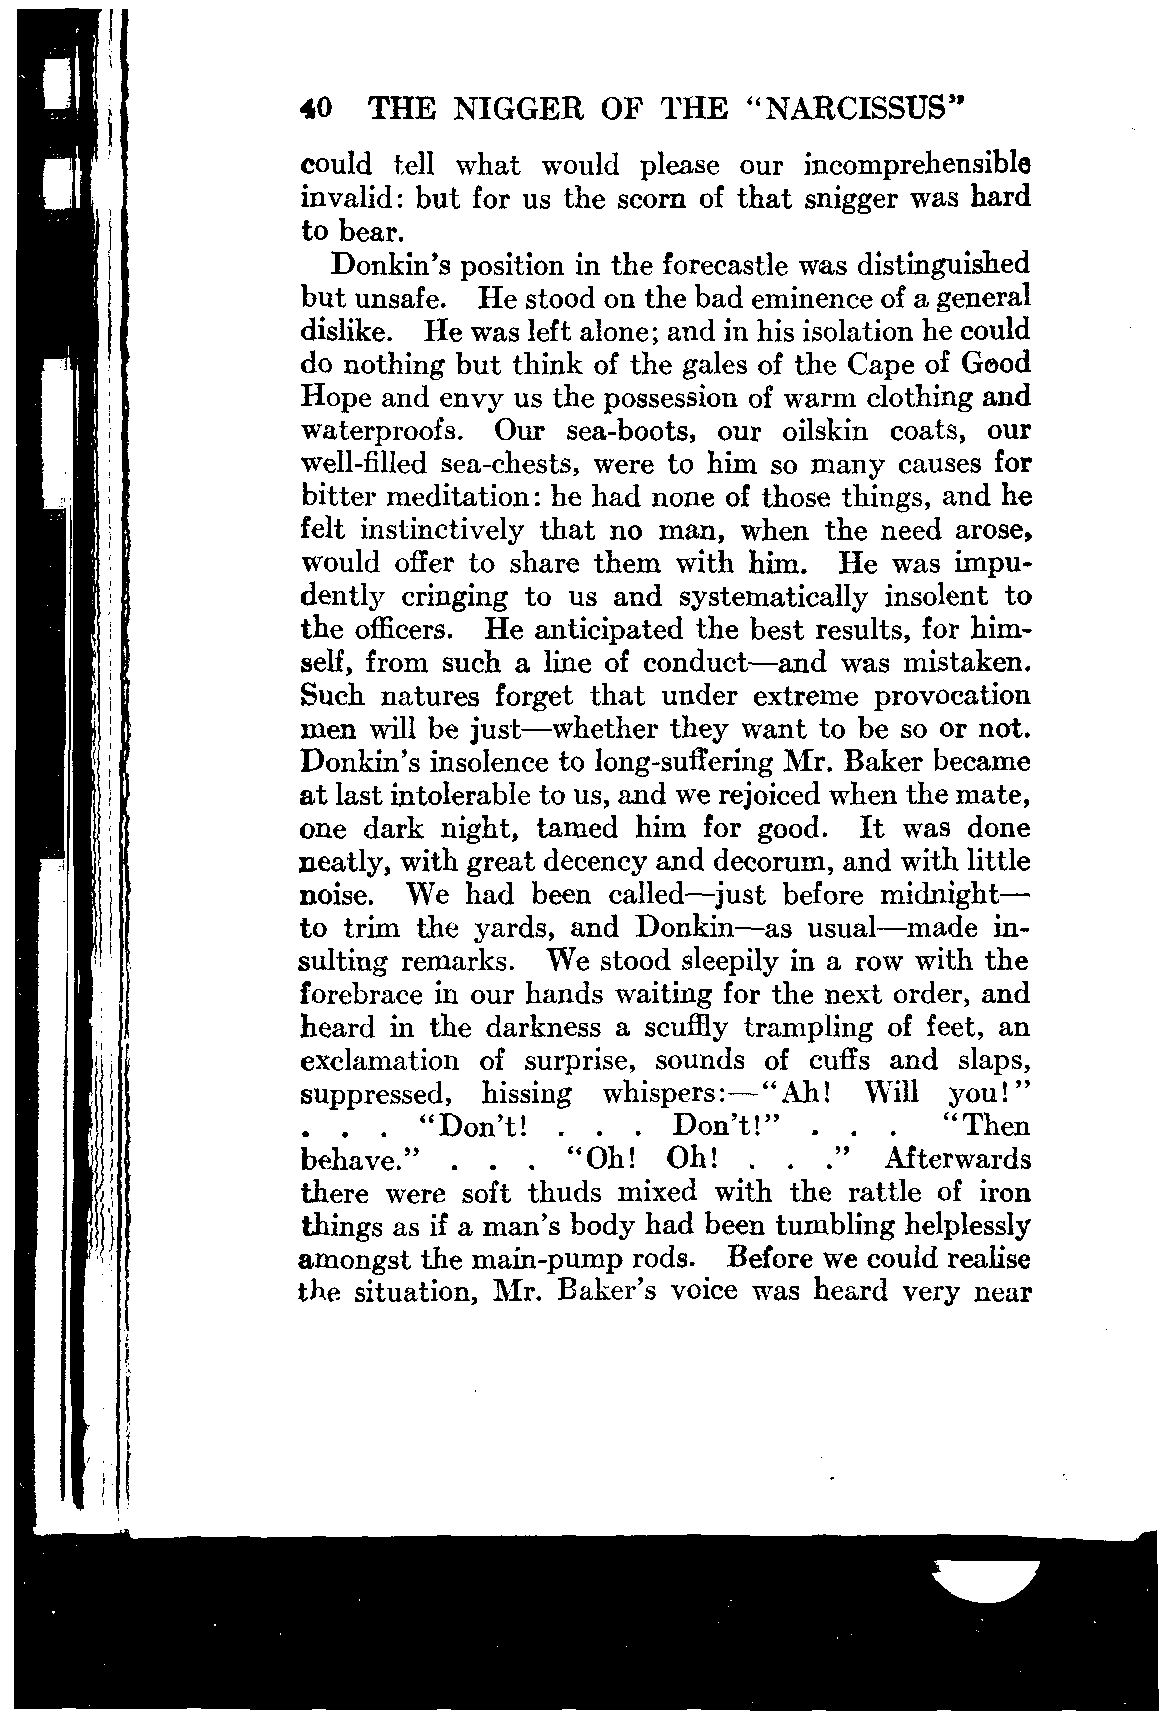 40 THE NIGGER OF THE “NARCISSUS”
could tell what would please our incomprehensible
invalid: but for us the scorn of that snigger was hard
to bear.
Donkin’s position in the forecastle was distinguished
but unsafe. He stood on the bad eminence of a general
dislike. He was left alone; and in his isolation he could
do nothing but think of the gales of the Cape of Good
Hope and envy us the possession of warm clothing and
waterproofs. Our sea-boots, our oilskin coats, our
well-filled sea-chests, were to him so many causes for
bitter meditation: he had none of those things, and he
felt instinctively that no man, when the need arose,
would offer to share them with him. He was impu-
dently cringing to us and systematically insolent to
the officers. He anticipated the best results, for him-
self, from such a line of conduct—and was mistaken.
Such natures forget that under extreme provocation
men will be just—whether they want to be so or not.
Donkin’s insolence to long-suffering Mr. Baker became
at last intolerable to us, and we rejoiced when the mate,
one dark night, tamed him for good. It was done
neatly, with great decency and decorum, and with little
noise. We had been called—just before midnight—
to trim the yards, and Donkin—as usual—made in-
sulting remarks. We stood sleepily in a row with the
forebrace in our hands waiting for the next order, and
heard in the darkness a scuffly trampling of feet, an
exclamation of surprise, sounds of cuffs and slaps,
suppressed, hissing whispers:—“Ah! Will you!”
. . . “Don’t! . . . Don’t!” . . . “Then
behave.” . . . “Oh! Oh! . . .” Afterwards
there were soft thuds mixed with the rattle of iron
things as if a man’s body had been tumbling helplessly
amongst the main-pump rods. Before we could realise
the situation, Mr. Baker’s voice was heard very near